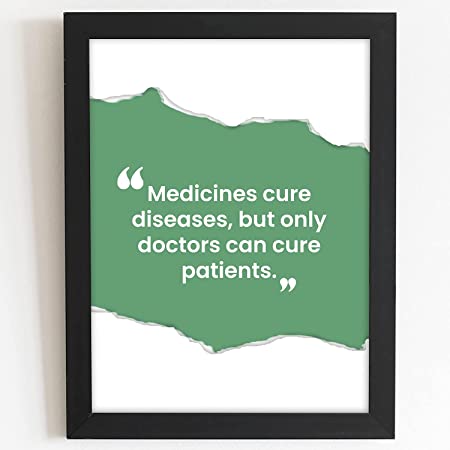 “Medicines cure
diseases, but only
doctors can cure
patients.”